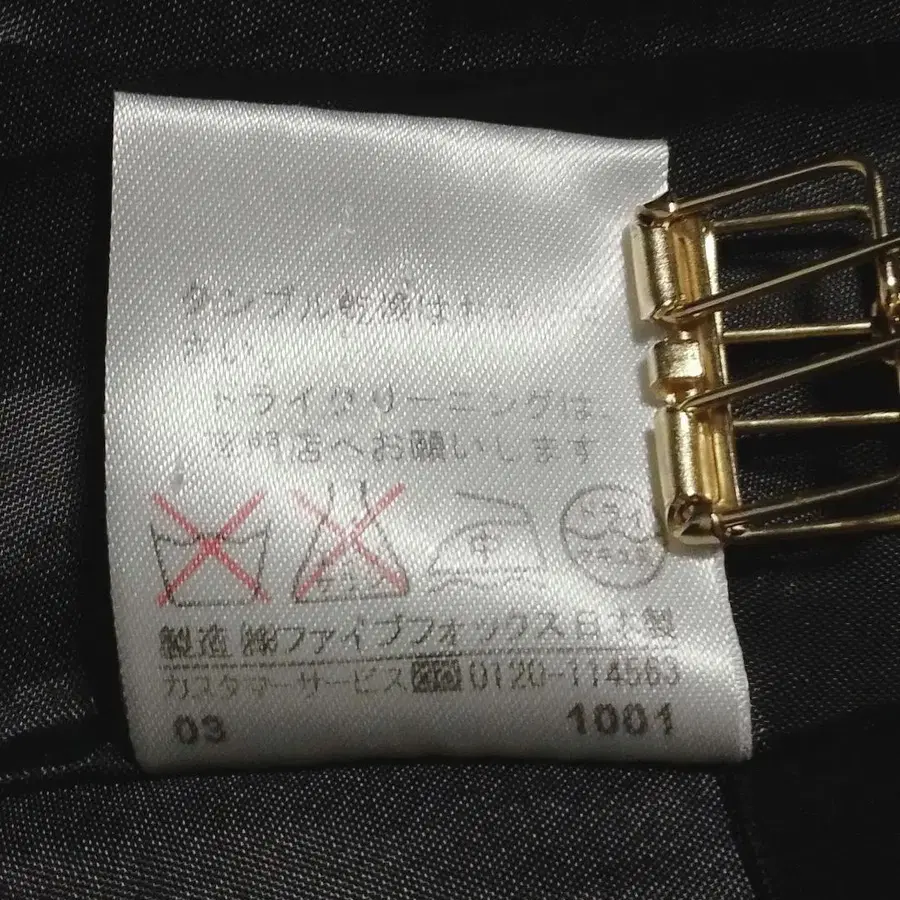 タンブル乾燥はお
さい。
ドライクリーニングは、
専門店へお願いします
中
製造 ㈱ファイブフォックス日本製
カスタマーサービス 0120-114563
03 1001